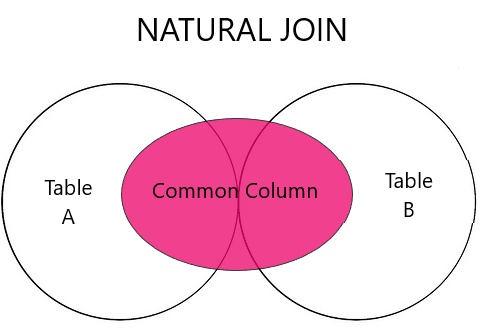 NATURAL JOIN
Table
A
Common Column
Table
B